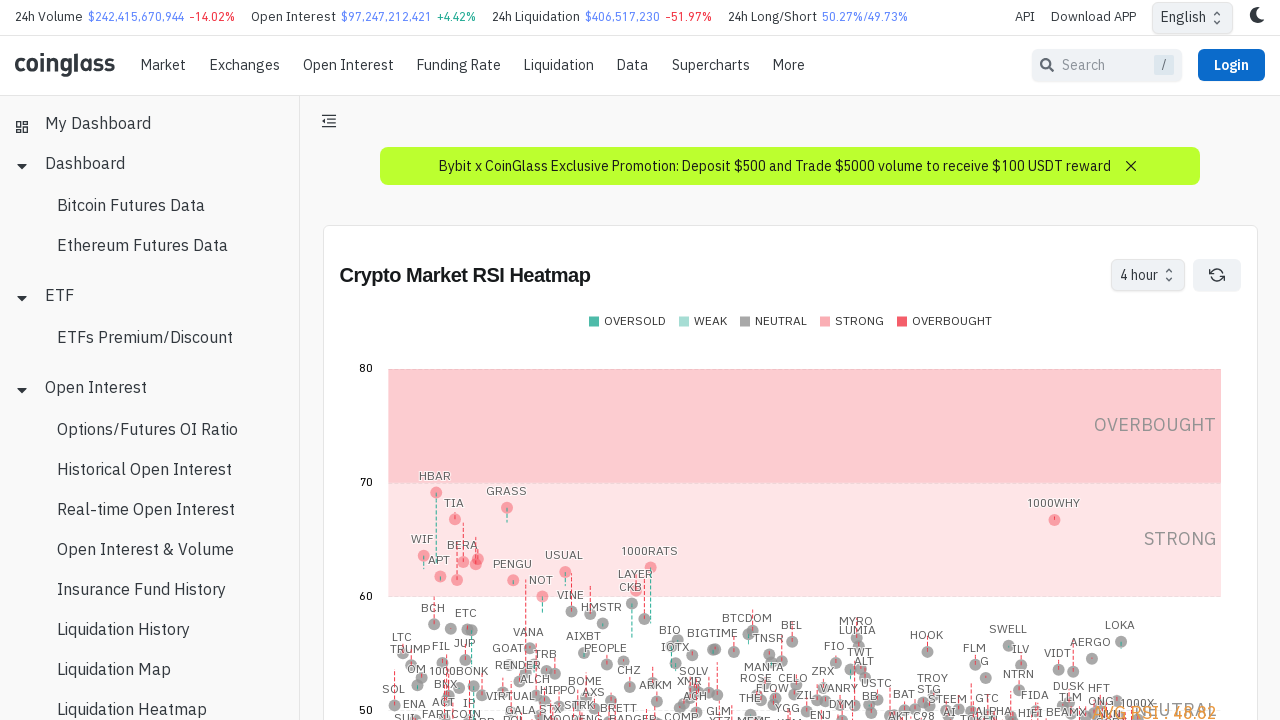 24h Volume $242,415,670,944 -14.02% Open Interest $97,247,212,421 +4.42% 24h Liquidation $406,517,230 -51.97% 24h Long/Short 50.27%/49.73% API Download APP English
coinglass Market Exchanges Open Interest Funding Rate Liquidation Data Supercharts More Search / Login
My Dashboard
Dashboard
Bitcoin Futures Data
Ethereum Futures Data
ETF
ETFs Premium/Discount
Open Interest
Options/Futures OI Ratio
Historical Open Interest
Real-time Open Interest
Open Interest & Volume
Insurance Fund History
Liquidation History
Liquidation Map
Liquidation Heatmap
Bybit x CoinGlass Exclusive Promotion: Deposit $500 and Trade $5000 volume to receive $100 USDT reward
Crypto Market RSI Heatmap
4 hour
OVERSOLD WEAK NEUTRAL STRONG OVERBOUGHT
80
OVERBOUGHT
70
HBAR
GRASS
TIA
1000WHY
STRONG
WIF
BERA
1000RATS
USUAL
APT
PENGU
LAYER
NOT
CKB
60
VINE
BCH
HMSTR
ETC
BTCDOM
MYRO
BEL
LOKA
VANA
BIO
BIGTIME
LUMIA
SWELL
LTC
AIXBT
TNSR
HOOK
AERGO
TRUMP
FIL
JUP
GOAT
PEOPLE
IOTX
FIO
TWT
FLM
ILV
VIDT
TRB
ALT
G
OM
1000BONK
RENDER
CHZ
SOLV
MANTA
ZRX
NTRN
SOL
BNX
ALCH
BOME
ARKM
XMR
ROSE
CELO
USTC
TROY
DUSK
HFT
VIRTUAL
HIPPO
AXS
ACH
FLOW
VANRY
STG
FIDA
TLM
ENA
ACT
IP
GALA
STX
STRK
BRETT
GLM
THE
YGG
ZIL
DYM
BB
BAT
STEEM
GTC
ONG
1000X
FARTCOIN
ENJ
C98
AI
ALPHA
HIFI
BEAMX
50
NEUTRAL